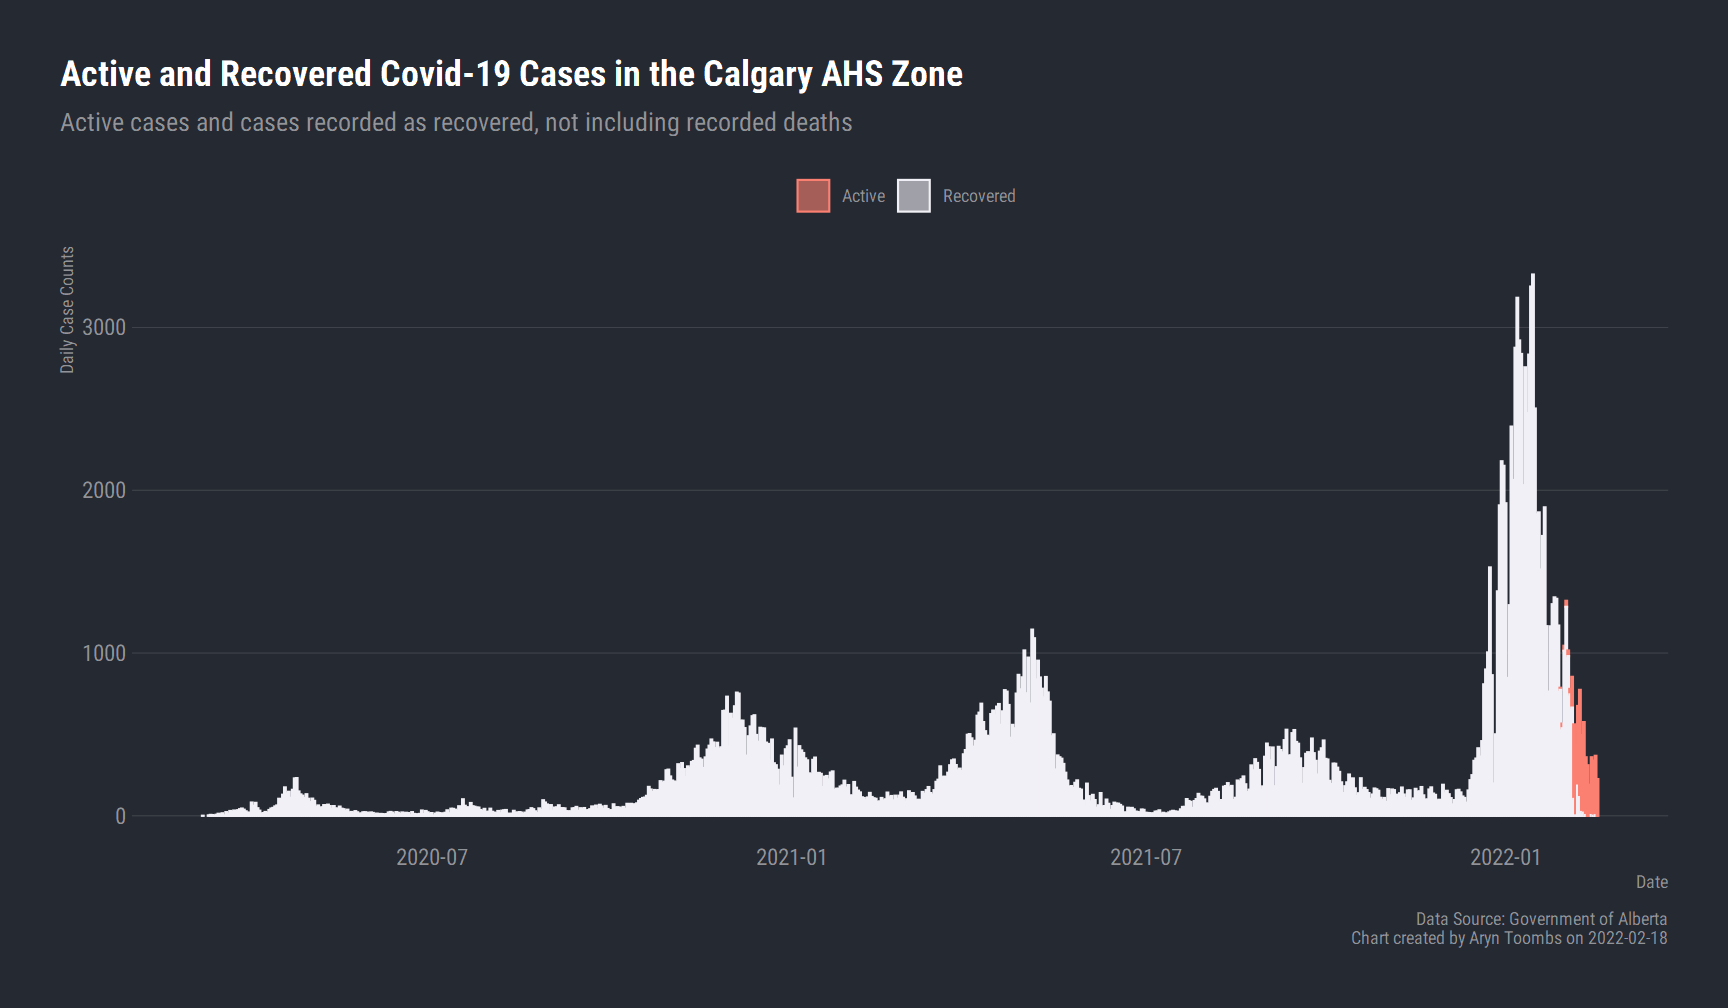 Active and Recovered Covid-19 Cases in the Calgary AHS Zone
Active cases and cases recorded as recovered, not including recorded deaths
Active
Recovered
Daily Case Counts
3000
2000
1000
0
2020-07
2021-01
2021-07
2022-01
Date
Data Source: Government of Alberta
Chart created by Aryn Toombs on 2022-02-18